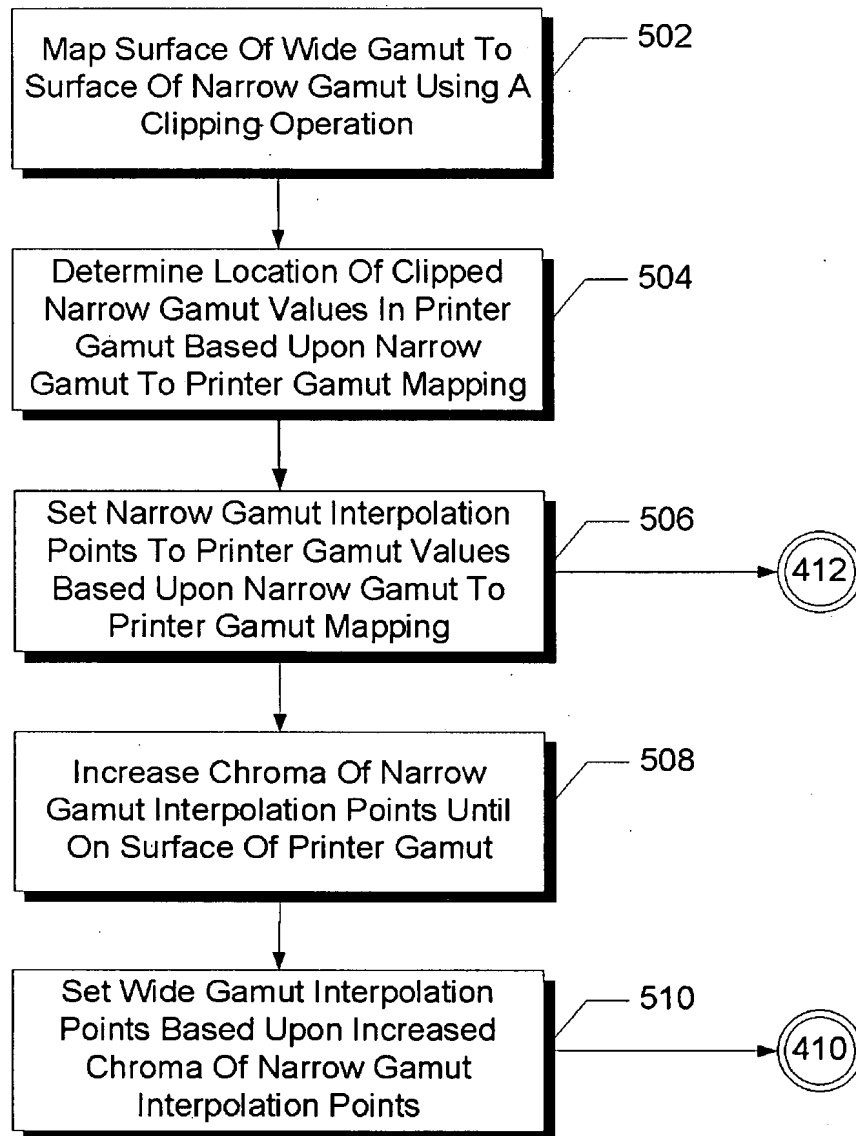 Map Surface Of Wide Gamut To
Surface Of Narrow Gamut Using A
Clipping Operation
502
Determine Location Of Clipped
Narrow Gamut Values In Printer
Gamut Based Upon Narrow
Gamut To Printer Gamut Mapping
504
Set Narrow Gamut Interpolation
Points To Printer Gamut Values
Based Upon Narrow Gamut To
Printer Gamut Mapping
506
412
Increase Chroma Of Narrow
Gamut Interpolation Points Until
On Surface Of Printer Gamut
508
Set Wide Gamut Interpolation
Points Based Upon Increased
Chroma Of Narrow Gamut
Interpolation Points
510
410